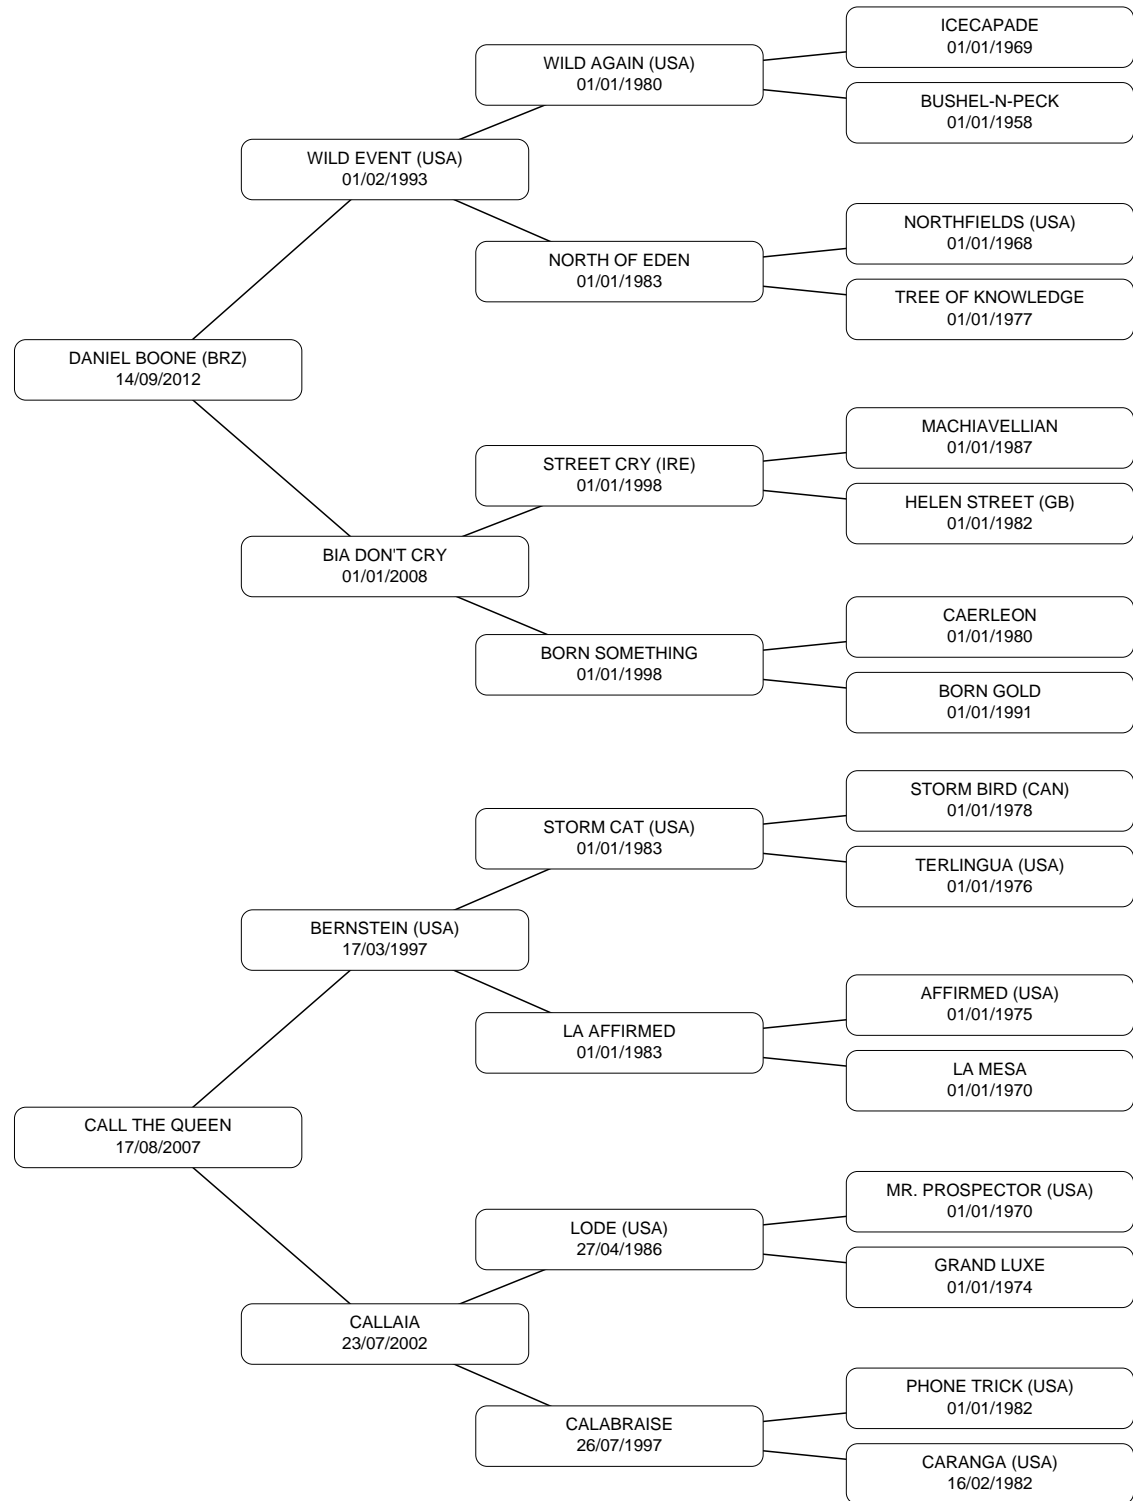 ICECAPADE
01/01/1969
WILD AGAIN (USA)
01/01/1980
BUSHEL-N-PECK
01/01/1958
WILD EVENT (USA)
01/02/1993
NORTHFIELDS (USA)
01/01/1968
NORTH OF EDEN
01/01/1983
TREE OF KNOWLEDGE
01/01/1977
DANIEL BOONE (BRZ)
14/09/2012
MACHIAVELLIAN
01/01/1987
STREET CRY (IRE)
01/01/1998
HELEN STREET (GB)
01/01/1982
BIA DON'T CRY
01/01/2008
CAERLEON
01/01/1980
BORN SOMETHING
01/01/1998
BORN GOLD
01/01/1991
STORM BIRD (CAN)
01/01/1978
STORM CAT (USA)
01/01/1983
TERLINGUA (USA)
01/01/1976
BERNSTEIN (USA)
17/03/1997
AFFIRMED (USA)
01/01/1975
LA AFFIRMED
01/01/1983
LA MESA
01/01/1970
CALL THE QUEEN
17/08/2007
MR. PROSPECTOR (USA)
01/01/1970
LODE (USA)
27/04/1986
GRAND LUXE
01/01/1974
CALLAIA
23/07/2002
PHONE TRICK (USA)
01/01/1982
CALABRAISE
26/07/1997
CARANGA (USA)
16/02/1982